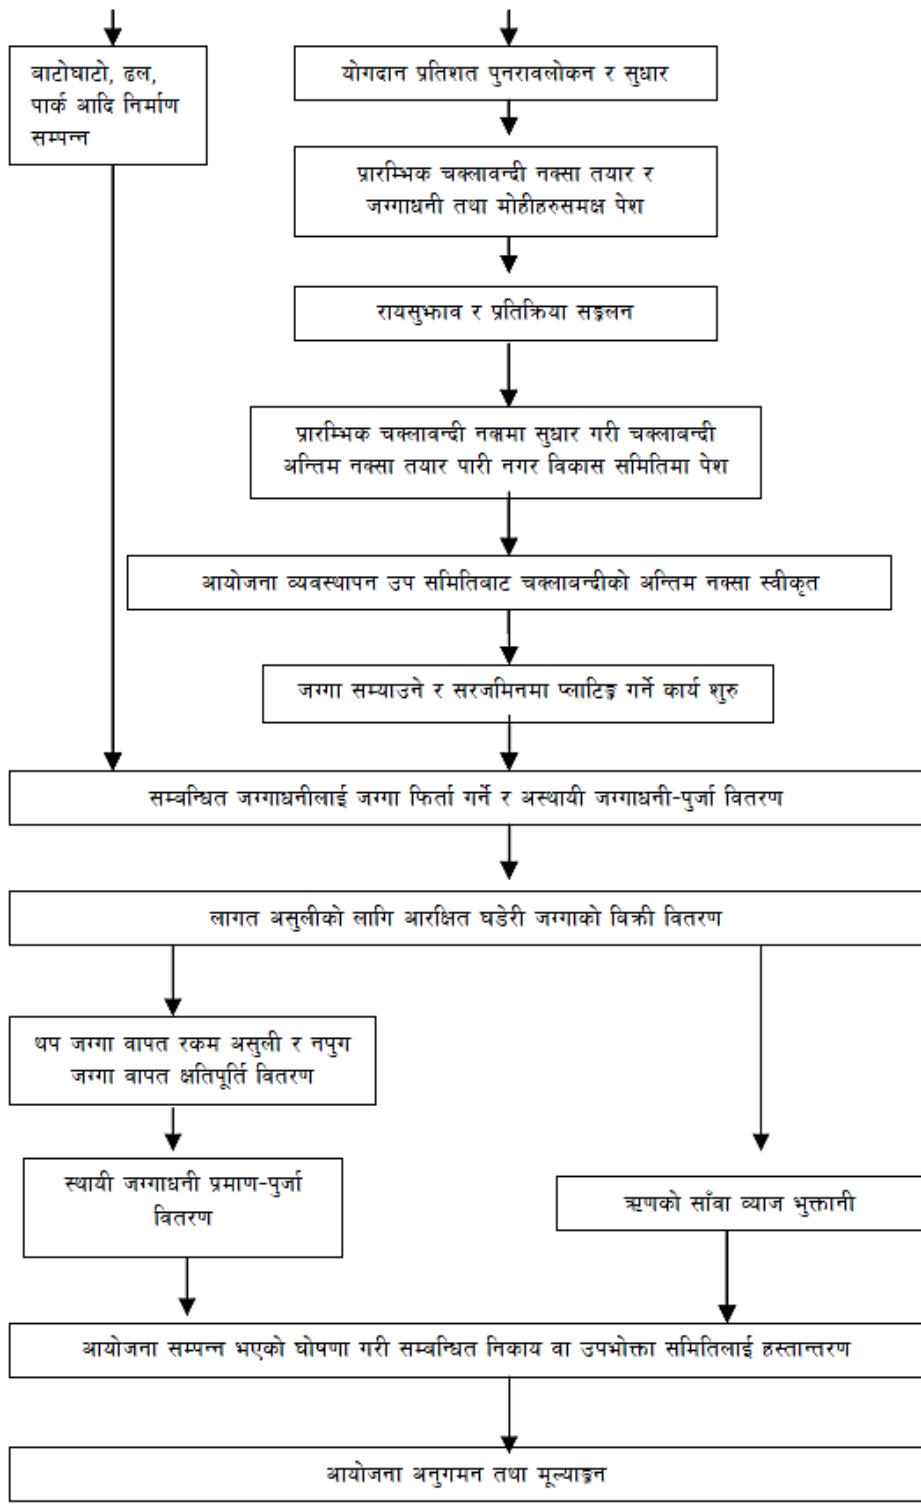 बाटोघाटो, ढल,
पार्क आदि निर्माण
सम्पन्न
योगदान प्रतिशत पुनरावलोकन र सुधार
प्रारम्भिक चक्लावन्दी नक्सा तयार र
जग्गाधनी तथा मोहीहरुसमक्ष पेश
रायसुझाव र प्रतिक्रिया सङ्कलन
प्रारम्भिक चक्लावन्दी नक्समा सुधार गरी चक्लाबन्दी
अन्तिम नक्सा तयार पारी नगर विकास समितिमा पेश
आयोजना व्यवस्थापन उप समितिबाट चक्लाबन्दीको अन्तिम नक्सा स्वीकृत
जग्गा सम्याउने र सरजमिनमा प्लाटिङ्ग गर्ने कार्य शुरु
सम्बन्धित जग्गाधनीलाई जग्गा फिर्ता गर्ने र अस्थायी जग्गाधनी-पुर्जा वितरण
लागत असुलीको लागि आरक्षित घडेरी जग्गाको विक्री वितरण
थप जग्गा वापत रकम असुली र नपुग
जग्गा वापत क्षतिपूर्ति वितरण
स्थायी जग्गाधनी प्रमाण-पुर्जा
वितरण
ऋणको साँवा व्याज भुक्तानी
आयोजना सम्पन्न भएको घोषणा गरी सम्बन्धित निकाय वा उपभोक्ता समितिलाई हस्तान्तरण
आयोजना अनुगमन तथा मूल्याङ्कन